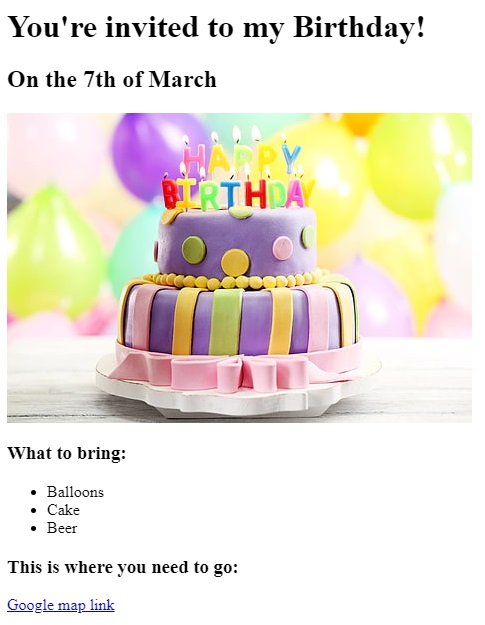 You're invited to my Birthday!
On the 7th of March
HAPPY
BIRTHDAY
What to bring:
Balloons
Cake
Beer
This is where you need to go:
Google map link